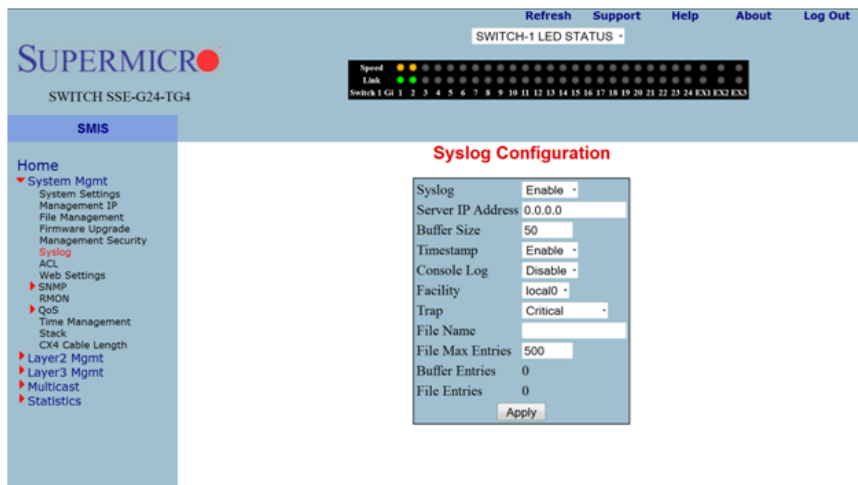 Refresh Support Help About Log Out
SWITCH-1 LED STATUS
SUPERMICRO
SWITCH SSE-G24-TG4
Speed
Link
Switch 1 Gi 1 2 3 4 5 6 7 8 9 10 11 12 13 14 15 16 17 18 19 20 21 22 23 24 EX1 EX2 EX3
SMIS
Home
System Mgmt
System Settings
Management IP
File Management
Firmware Upgrade
Management Security
Syslog
ACL
Web Settings
SNMP
RMON
QoS
Time Management
Stack
CX4 Cable Length
Layer2 Mgmt
Layer3 Mgmt
Multicast
Statistics
Syslog Configuration
Syslog Enable
Server IP Address 0.0.0.0
Buffer Size 50
Timestamp Enable
Console Log Disable
Facility local0
Trap Critical
File Name
File Max Entries 500
Buffer Entries 0
File Entries 0
Apply